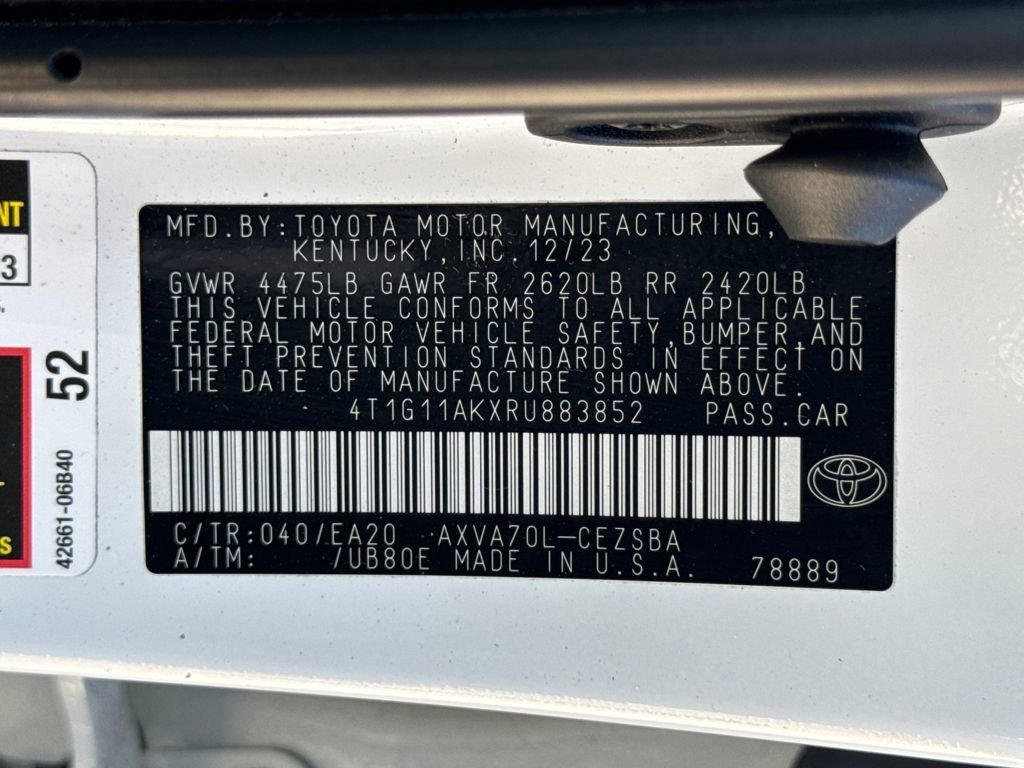 NT
3
52
42661-06B40
S
MFD.BY:TOYOTA MOTOR MANUFACTURING,
KENTUCKY,INC.12/23
GVWR 4475LB GAWR FR 2620LB RR 2420LB
THIS VEHICLE CONFORMS TO ALL APPLICABLE
FEDERAL MOTOR VEHICLE SAFETY,BUMPER,AND
THEFT PREVENTION STANDARDS IN EFFECT ON
THE DATE OF MANUFACTURE SHOWN ABOVE.
4T1G11AKXRU883852 PASS.CAR
C/TR:040/EA20 AXVA70L-CEZSBA
A/TM: /UB80E MADE IN U.S.A. 78889